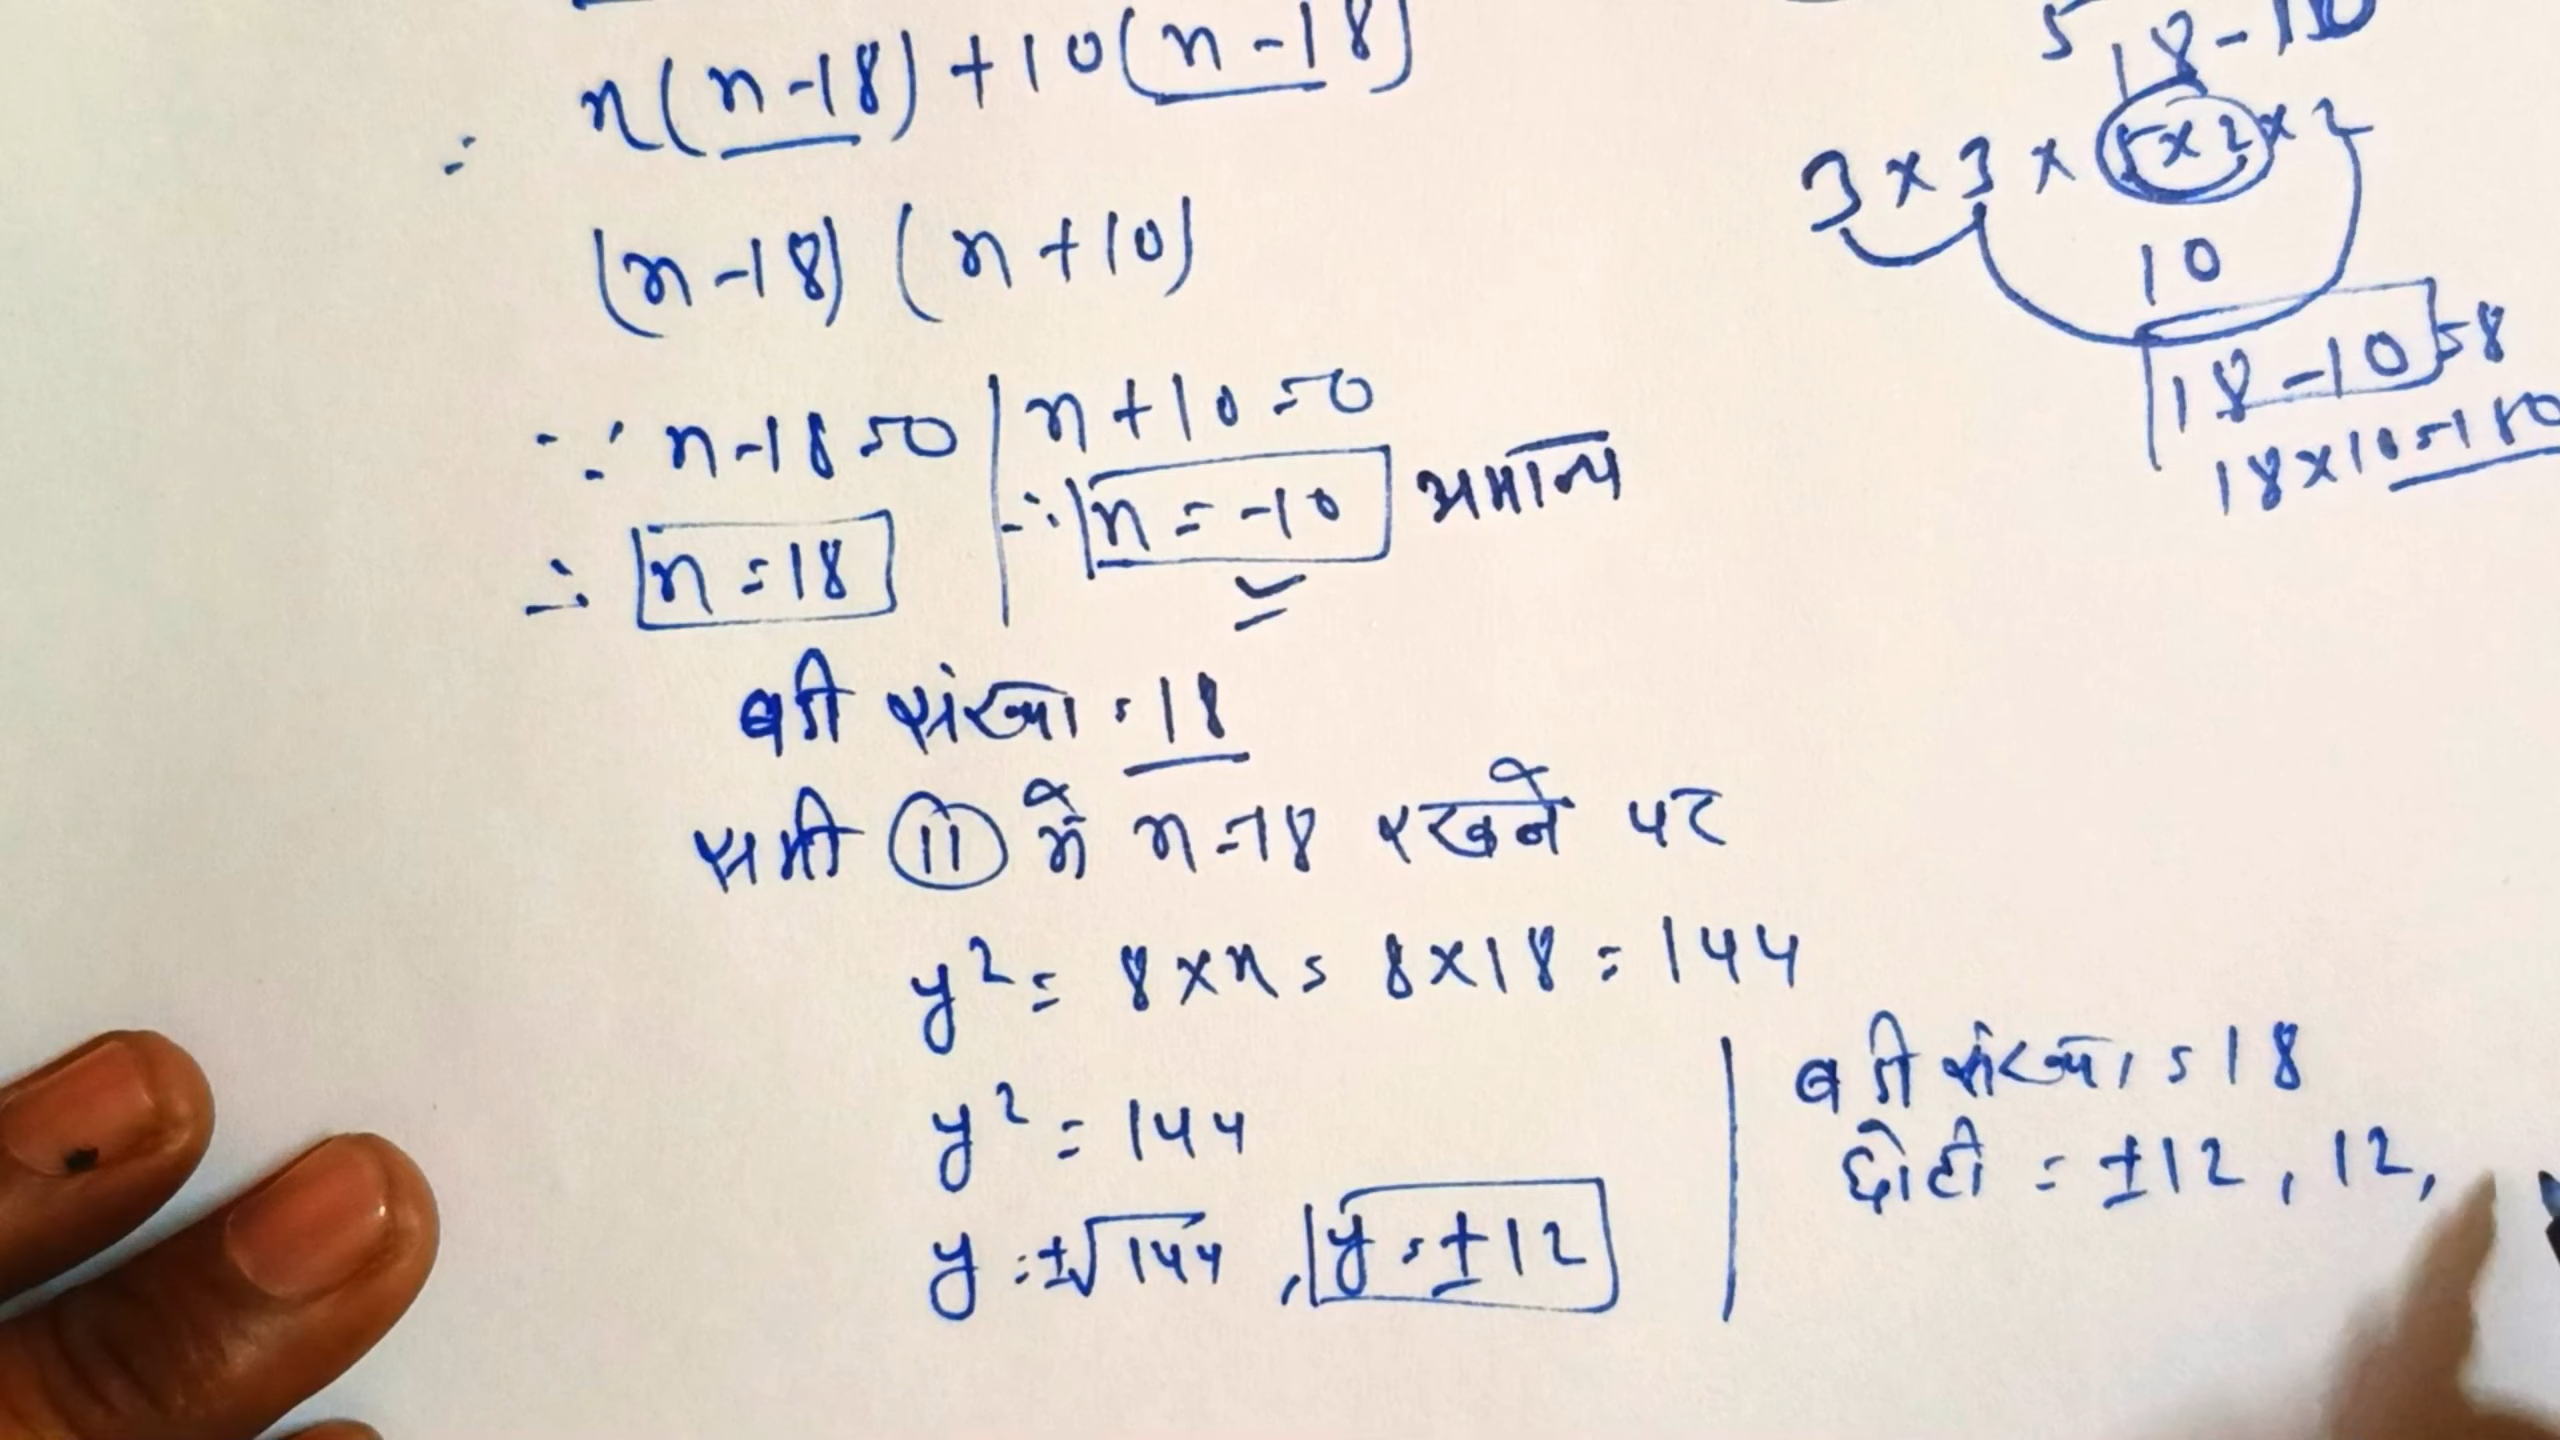 = x(x-18)+10(x-18)
(x-18) (x+10)
∵ x-18=0 | x+10=0
∴ x=18 | ∴ x=-10 अमान्य
बडी संख्या = 18
समी (ii) में x=18 रखने पर
y²= 8×x= 8×18 = 144
y² = 144
y = ±√144, y=±12
बडी संख्या = 18
छोटी = ±12, 12,
5
3×3×5×2×2
10
18-10=8
18×10=180